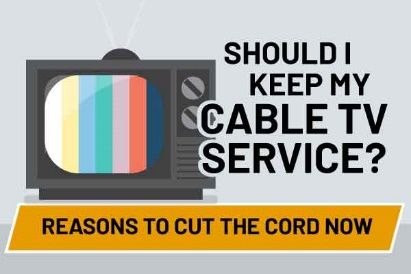 SHOULD I
KEEP MY
CABLE TV
SERVICE?
REASONS TO CUT THE CORD NOW